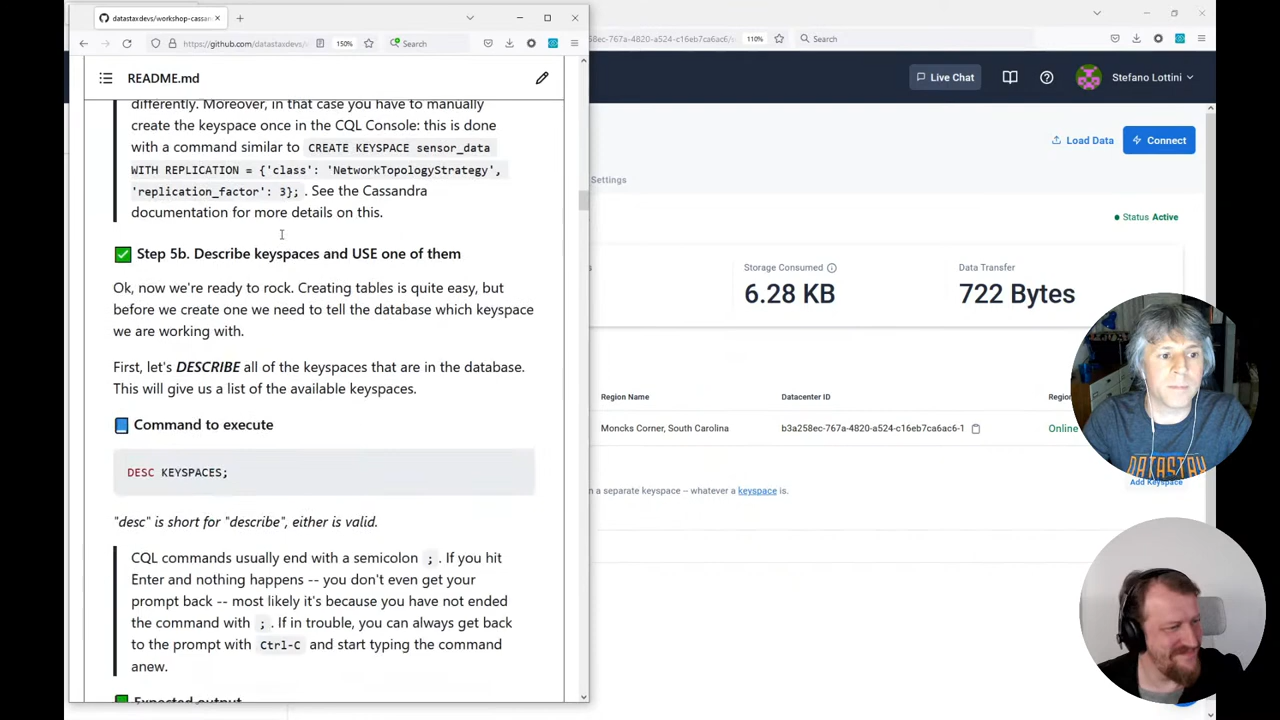 datastaxdevs/workshop-cassan
https://github.com/datastaxdevs/
150%
Search
README.md
differently. Moreover, in that case you have to manually
create the keyspace once in the CQL Console: this is done
with a command similar to CREATE KEYSPACE sensor_data
WITH REPLICATION = {'class': 'NetworkTopologyStrategy',
'replication_factor': 3}; . See the Cassandra
documentation for more details on this.
Step 5b. Describe keyspaces and USE one of them
Ok, now we're ready to rock. Creating tables is quite easy, but
before we create one we need to tell the database which keyspace
we are working with.
First, let's DESCRIBE all of the keyspaces that are in the database.
This will give us a list of the available keyspaces.
Command to execute
DESC KEYSPACES;
"desc" is short for "describe", either is valid.
CQL commands usually end with a semicolon ; . If you hit
Enter and nothing happens -- you don't even get your
prompt back -- most likely it's because you have not ended
the command with ; . If in trouble, you can always get back
to the prompt with Ctrl-C and start typing the command
anew.
Expected output
110%
Search
Live Chat
Stefano Lottini
Load Data
Connect
Settings
Status Active
Storage Consumed
Data Transfer
6.28 KB
722 Bytes
Region Name
Datacenter ID
Moncks Corner, South Carolina
b3a258ec-767a-4820-a524-c16eb7ca6ac6-1
Online
n a separate keyspace -- whatever a keyspace is.
Add Keyspace
DATASTAX